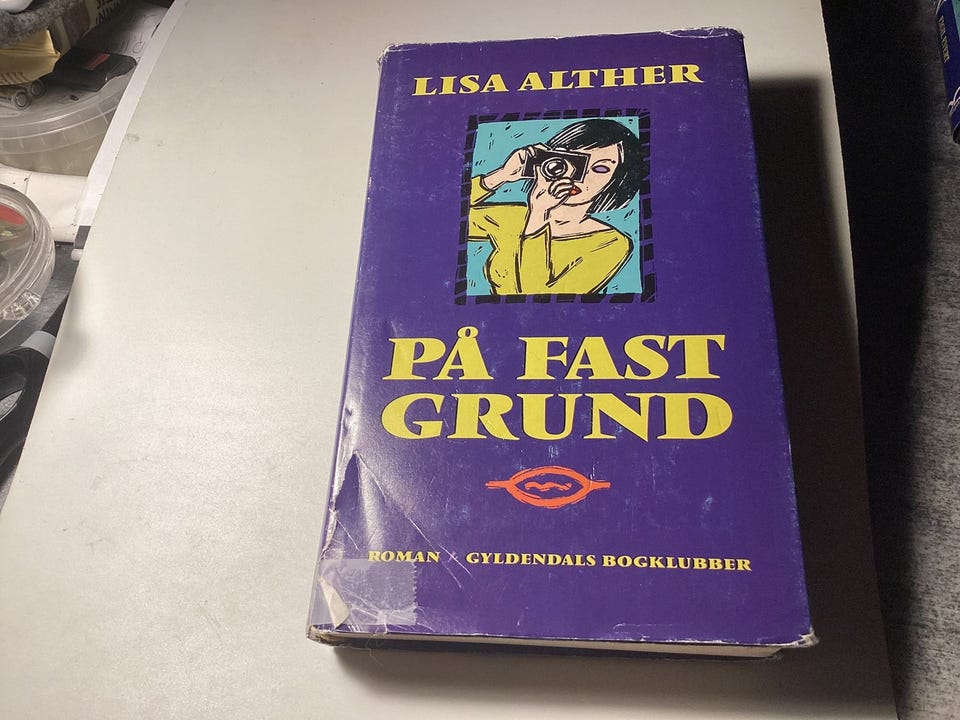 LISA ALTHER
PÅ FAST
GRUND
ROMAN / GYLDENDALS BOGKLUBBER